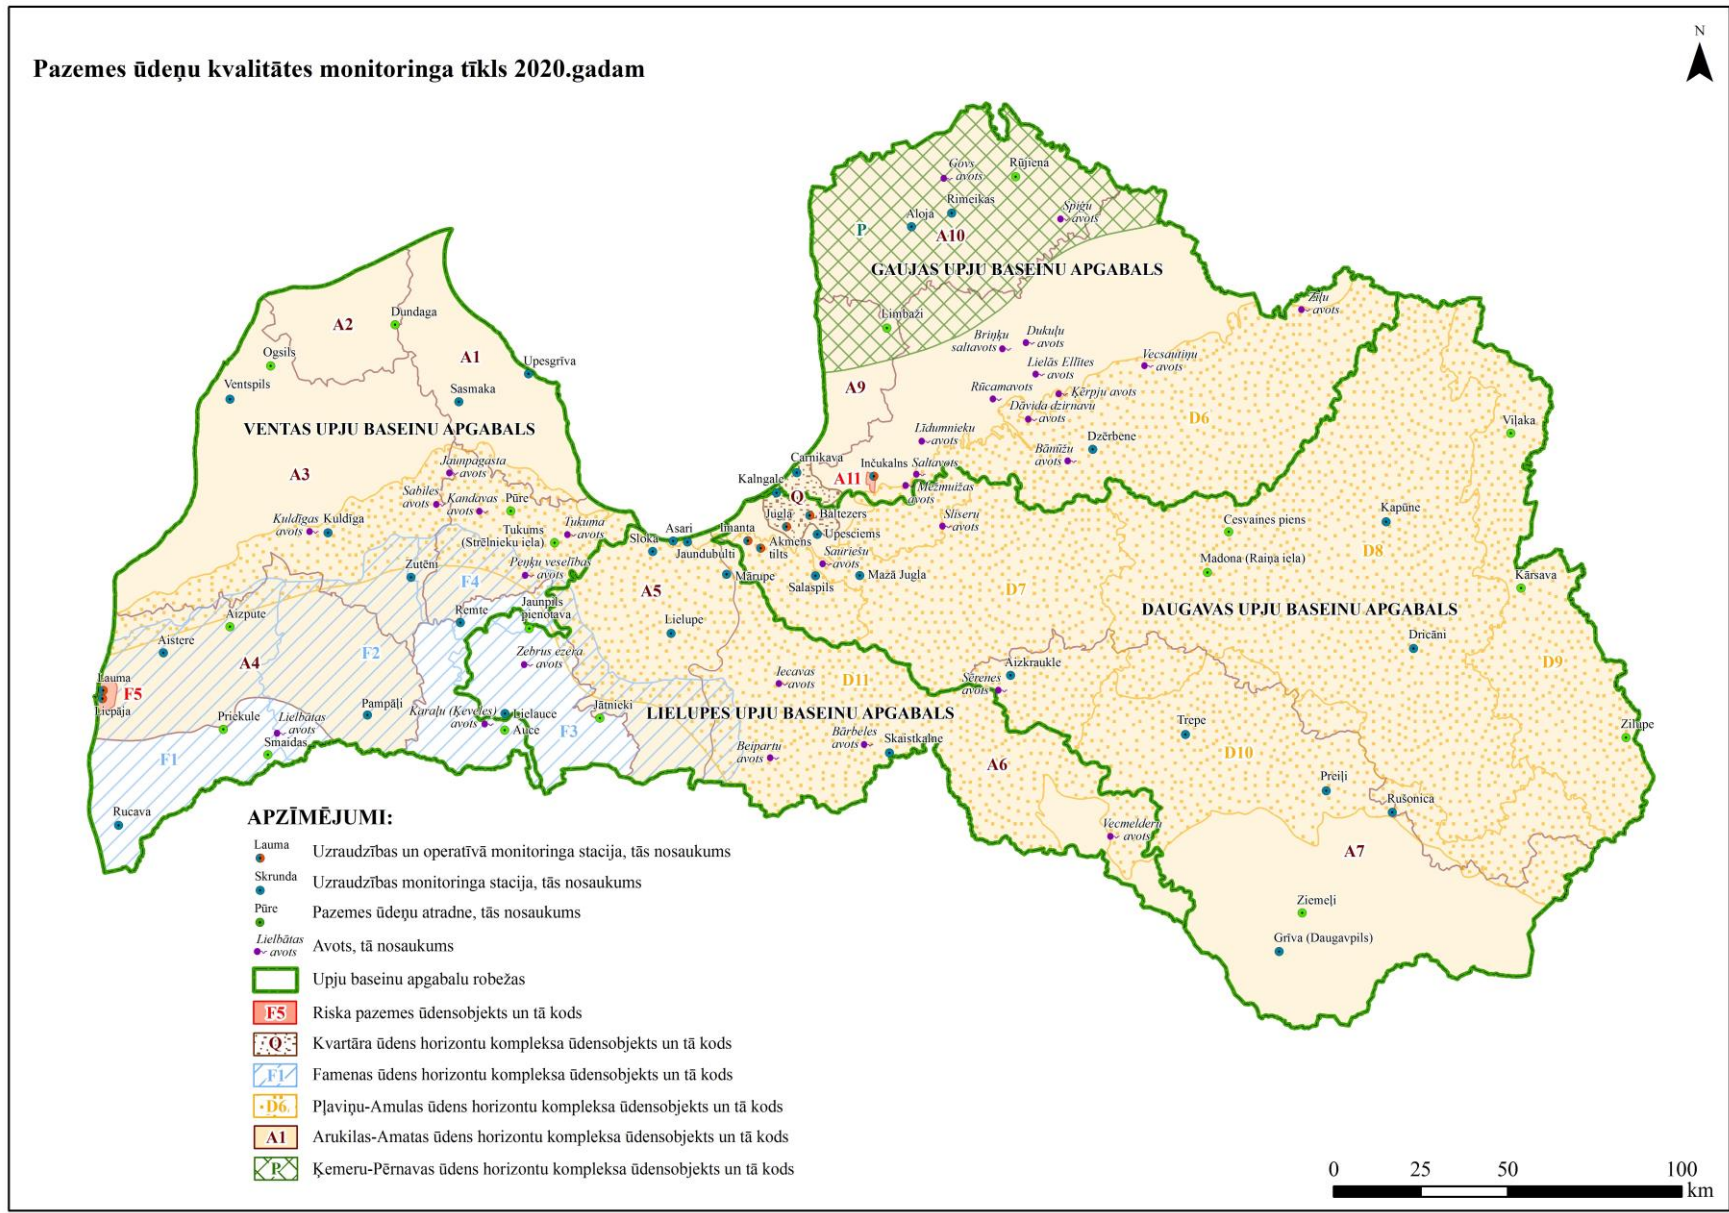 N
Pazemes ūdeņu kvalitātes monitoringa tīkls 2020.gadam
Govs
avots
Rūjiena
Rimeikas
Aloja
Spīģu
avots
P
A10
GAUJAS UPJU BASEINU APGABALS
Limbaži
Zīļu
avots
Dundaga
A2
A1
Ogsils
Upesgrīva
Ventspils
Sasmaka
VENTAS UPJU BASEINU APGABALS
A3
Briņķu
saltavots
Dukuļu
avots
Lielās Ellītes
avots
Vecsautiņu
avots
A9
Rūcamavots
Ķērpju avots
Dāvida dzirnavu
avots
D6
Līdumnieku
avots
Dzērbene
Bānūžu
avots
Viļaka
Jaunpagasta
avots
Sabiles
avots
Kandavas
avots
Pūre
Kuldīgas
avots
Kuldīga
Tukums
(Strēlnieku iela)
Tukuma
avots
Carnikava
Inčukalns
Saltavots
A11
Mežmuižas
avots
Kalngale
Q
Jugla
Baltezers
Sliseru
avots
Upesciems
Asari
Imanta
Sloka
Jaundubulti
Akmens
tilts
Sauriešu
avots
Mārupe
Salaspils
Mazā Jugla
Cesvaines piens
Kapūne
Madona (Raiņa iela)
D8
Kārsava
D7
DAUGAVAS UPJU BASEINU APGABALS
Zutēni
F4
Peņķu veselības
avots
Remte
Jaunpils
pienotava
A5
Lielupe
Aizpute
Aistere
A4
F2
Zebrus ezera
avots
Dricāni
D9
Aizkraukle
Sērenes
avots
Iecavas
avots
D11
Lauma
F5
Liepāja
Priekule
Lielbātas
avots
Pampāļi
Karaļu (Ķeveles)
avots
Lielauce
Auce
Jātnieki
F3
LIELUPES UPJU BASEINU APGABALS
Smaidas
F1
Beipartu
avots
Bārbeles
avots
Skaistkalne
A6
Trepe
D10
Zilupe
Preiļi
Rušonica
Rucava
Vecmelderu
avots
A7
Ziemeļi
Grīva (Daugavpils)
APZĪMĒJUMI:
Lauma
Uzraudzības un operatīvā monitoringa stacija, tās nosaukums
Skrunda
Uzraudzības monitoringa stacija, tās nosaukums
Pūre
Pazemes ūdeņu atradne, tās nosaukums
Lielbātas
avots
Avots, tā nosaukums
Upju baseinu apgabalu robežas
F5 Riska pazemes ūdensobjekts un tā kods
Q Kvartāra ūdens horizontu kompleksa ūdensobjekts un tā kods
F1 Famenas ūdens horizontu kompleksa ūdensobjekts un tā kods
D6 Pļaviņu-Amulas ūdens horizontu kompleksa ūdensobjekts un tā kods
A1 Arukilas-Amatas ūdens horizontu kompleksa ūdensobjekts un tā kods
P Ķemeru-Pērnavas ūdens horizontu kompleksa ūdensobjekts un tā kods
0 25 50 100
km